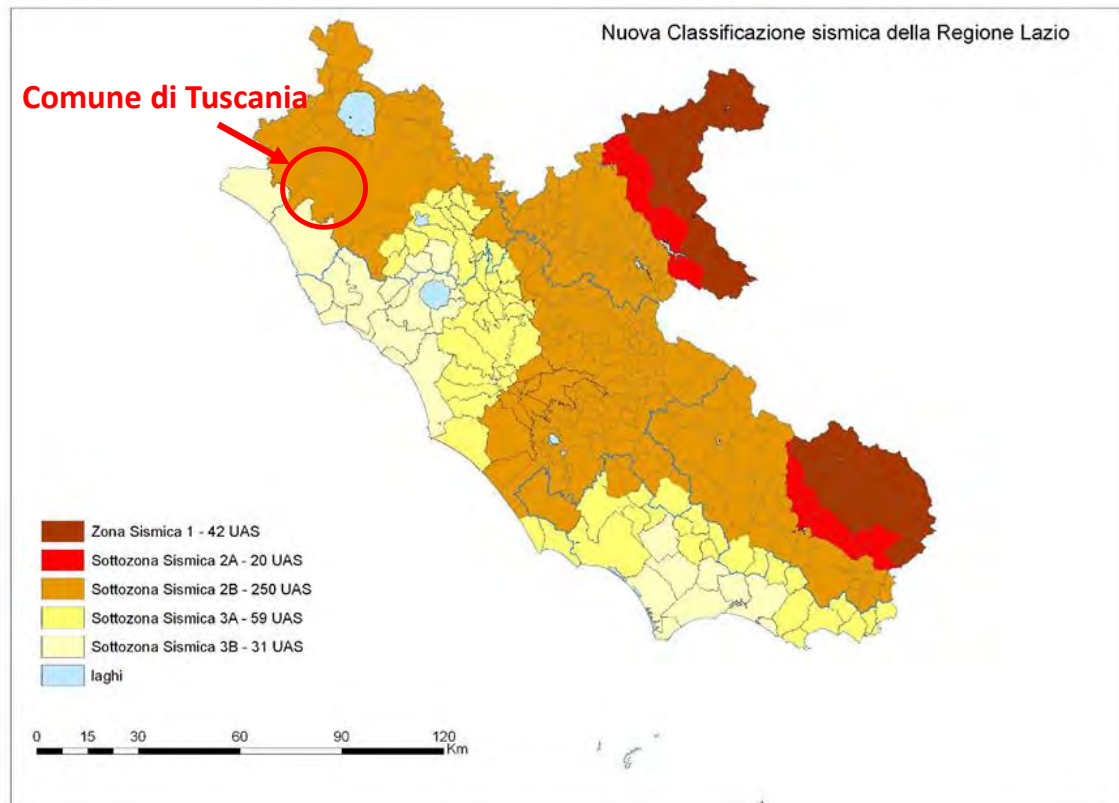 Nuova Classificazione sismica della Regione Lazio
Comune di Tuscania
Zona Sismica 1 - 42 UAS
Sottozona Sismica 2A - 20 UAS
Sottozona Sismica 2B - 250 UAS
Sottozona Sismica 3A - 59 UAS
Sottozona Sismica 3B - 31 UAS
laghi
0 15 30 60 90 120
Km